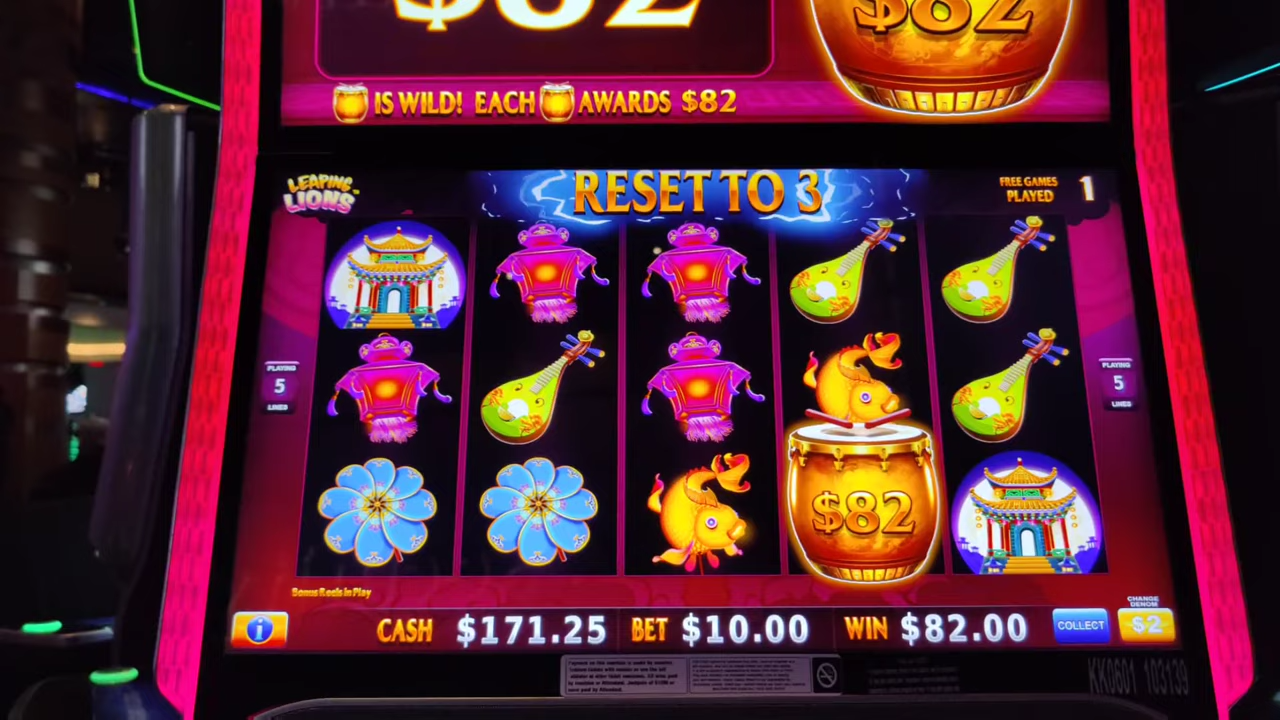 $82
$82
IS WILD! EACH AWARDS $82
LEAPING LIONS
RESET TO 3
FREE GAMES PLAYED 1
PLAYING 5 LINES
PLAYING 5 LINES
$82
Bonus Reels In Play
CASH $171.25 BET $10.00 WIN $82.00 COLLECT
CHANGE DENOM
$2